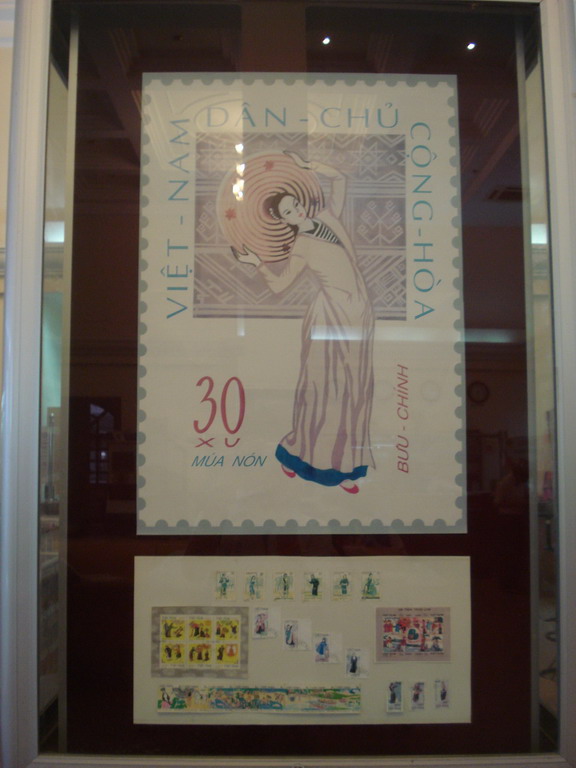 VIỆT - NAM
DÂN - CHỦ
CỘNG - HÒA
30
XU
MÚA NÓN
BƯU - CHÍNH